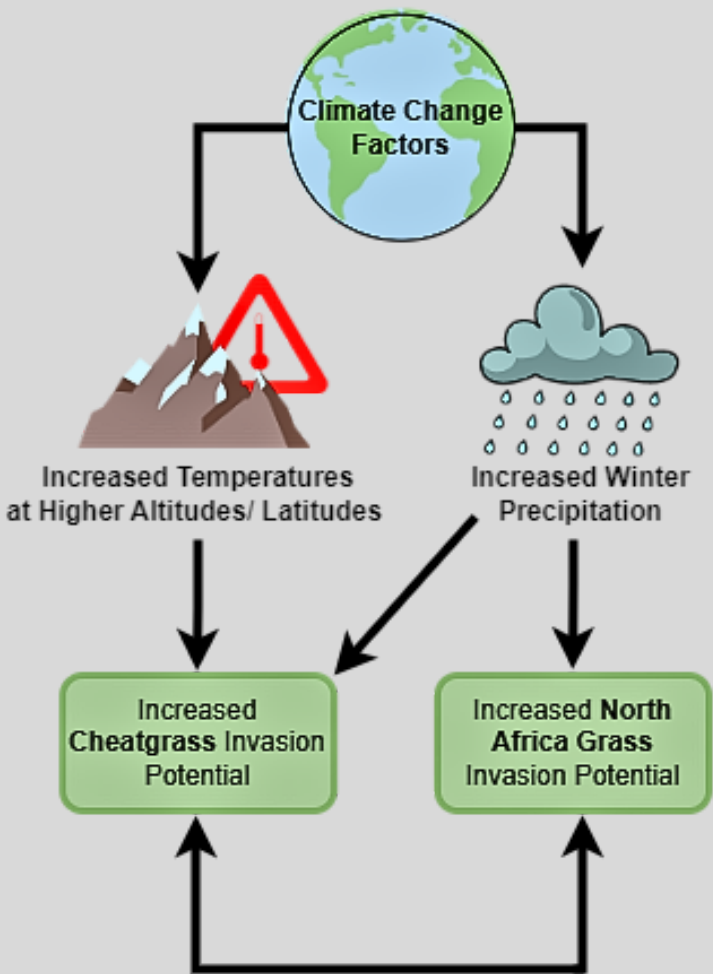 Climate Change
Factors
Increased Temperatures
at Higher Altitudes/ Latitudes
Increased Winter
Precipitation
Increased
Cheatgrass Invasion
Potential
Increased North
Africa Grass
Invasion Potential